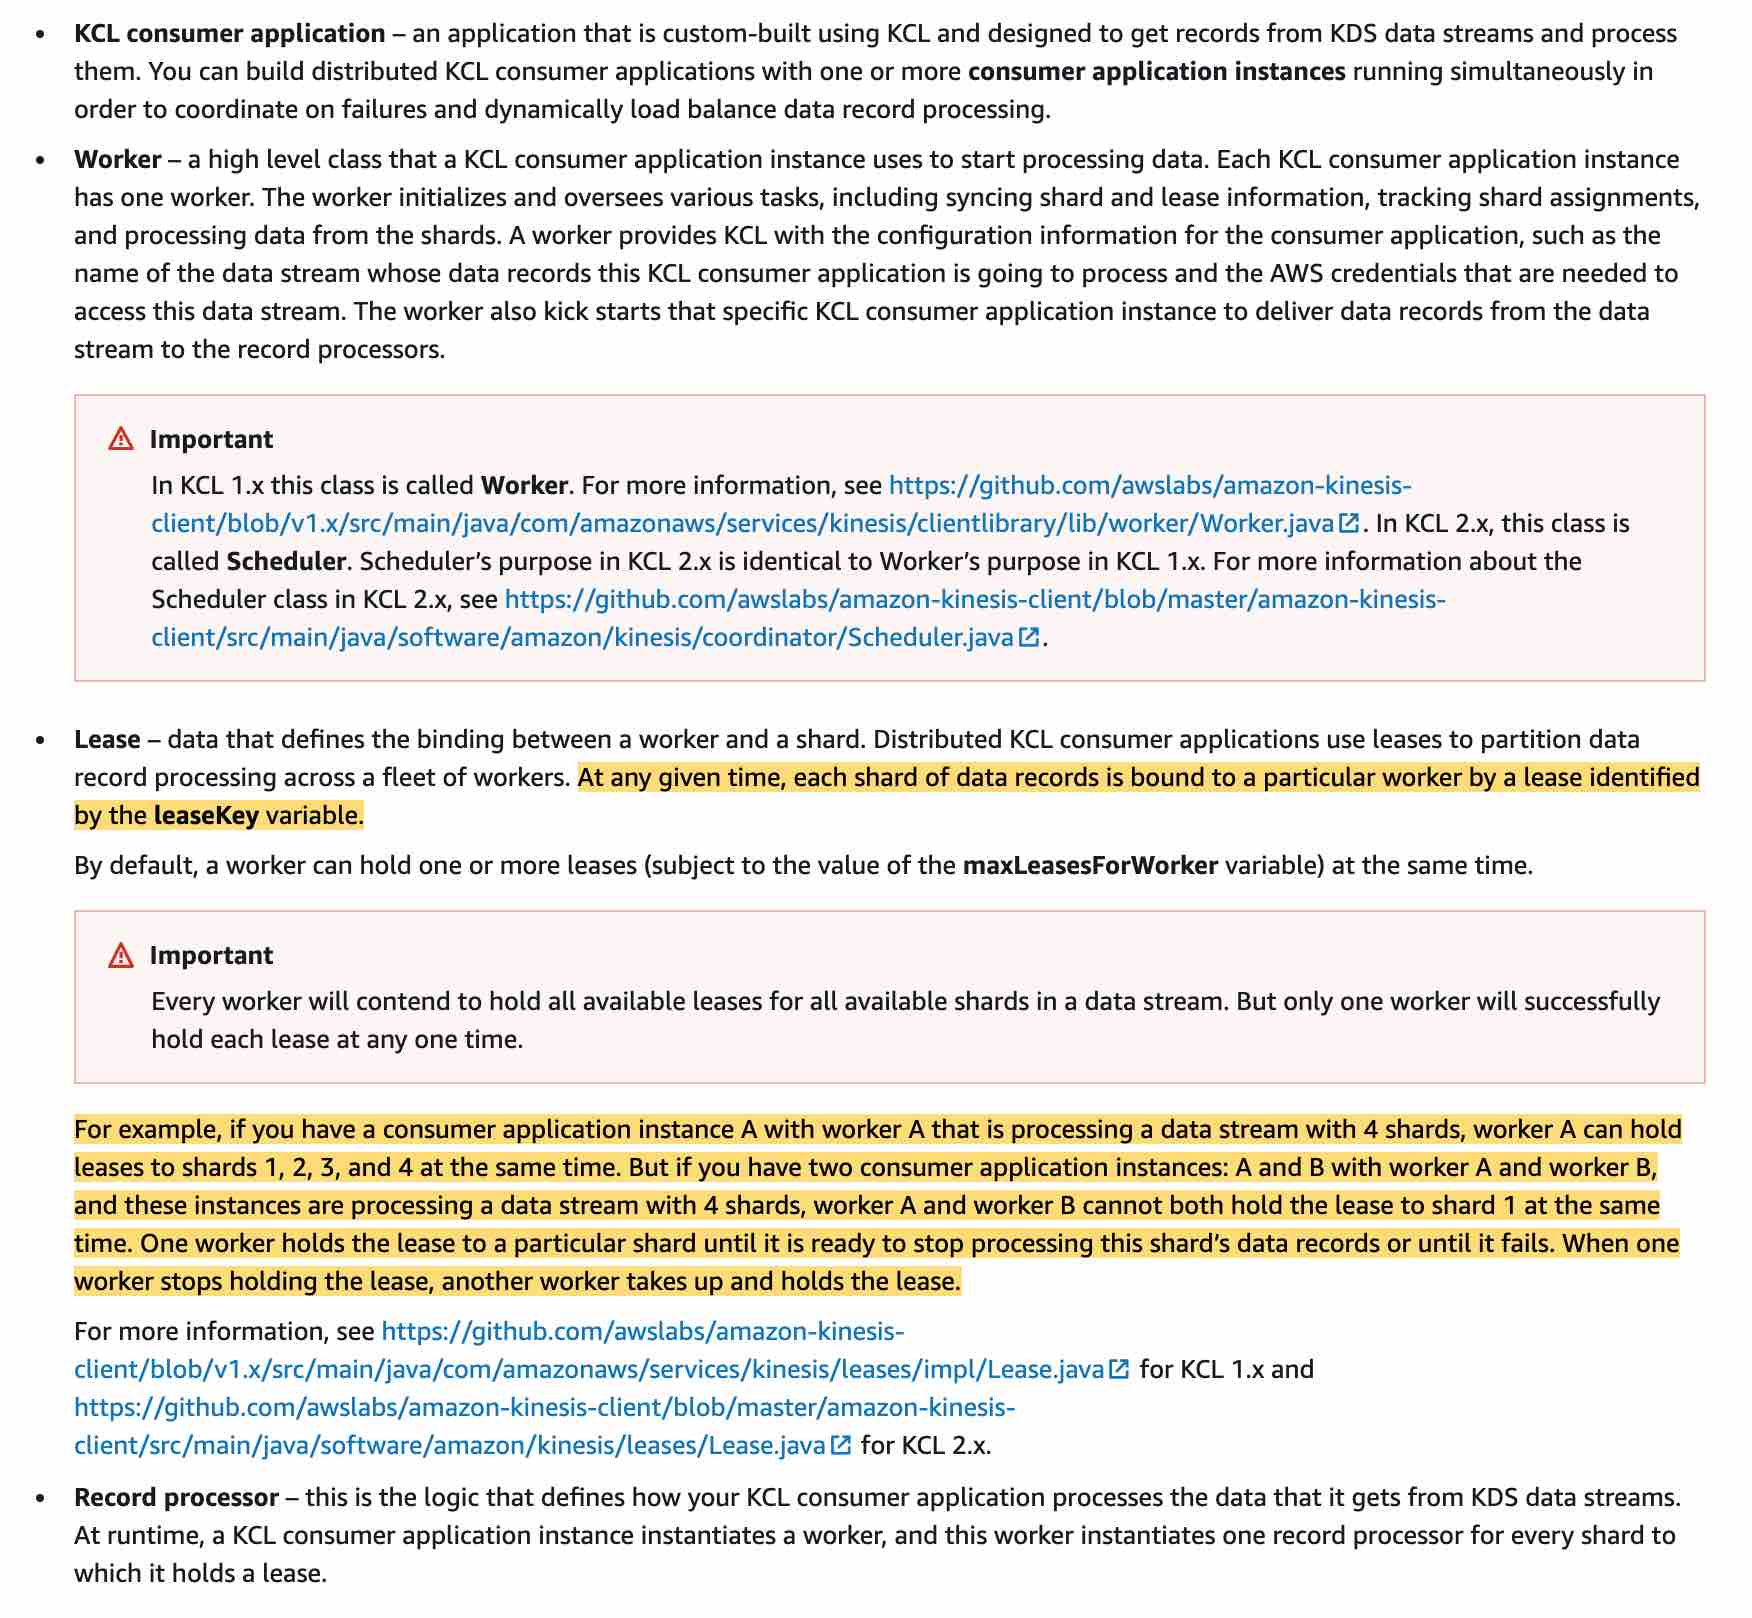 • KCL consumer application – an application that is custom-built using KCL and designed to get records from KDS data streams and process
them. You can build distributed KCL consumer applications with one or more consumer application instances running simultaneously in
order to coordinate on failures and dynamically load balance data record processing.
• Worker – a high level class that a KCL consumer application instance uses to start processing data. Each KCL consumer application instance
has one worker. The worker initializes and oversees various tasks, including syncing shard and lease information, tracking shard assignments,
and processing data from the shards. A worker provides KCL with the configuration information for the consumer application, such as the
name of the data stream whose data records this KCL consumer application is going to process and the AWS credentials that are needed to
access this data stream. The worker also kick starts that specific KCL consumer application instance to deliver data records from the data
stream to the record processors.
Important
In KCL 1.x this class is called Worker. For more information, see https://github.com/awslabs/amazon-kinesis-
client/blob/v1.x/src/main/java/com/amazonaws/services/kinesis/clientlibrary/lib/worker/Worker.java. In KCL 2.x, this class is
called Scheduler. Scheduler’s purpose in KCL 2.x is identical to Worker’s purpose in KCL 1.x. For more information about the
Scheduler class in KCL 2.x, see https://github.com/awslabs/amazon-kinesis-client/blob/master/amazon-kinesis-
client/src/main/java/software/amazon/kinesis/coordinator/Scheduler.java.
• Lease – data that defines the binding between a worker and a shard. Distributed KCL consumer applications use leases to partition data
record processing across a fleet of workers. At any given time, each shard of data records is bound to a particular worker by a lease identified
by the leaseKey variable.
By default, a worker can hold one or more leases (subject to the value of the maxLeasesForWorker variable) at the same time.
Important
Every worker will contend to hold all available leases for all available shards in a data stream. But only one worker will successfully
hold each lease at any one time.
For example, if you have a consumer application instance A with worker A that is processing a data stream with 4 shards, worker A can hold
leases to shards 1, 2, 3, and 4 at the same time. But if you have two consumer application instances: A and B with worker A and worker B,
and these instances are processing a data stream with 4 shards, worker A and worker B cannot both hold the lease to shard 1 at the same
time. One worker holds the lease to a particular shard until it is ready to stop processing this shard’s data records or until it fails. When one
worker stops holding the lease, another worker takes up and holds the lease.
For more information, see https://github.com/awslabs/amazon-kinesis-
client/blob/v1.x/src/main/java/com/amazonaws/services/kinesis/leases/impl/Lease.java for KCL 1.x and
https://github.com/awslabs/amazon-kinesis-client/blob/master/amazon-kinesis-
client/src/main/java/software/amazon/kinesis/leases/Lease.java for KCL 2.x.
• Record processor – this is the logic that defines how your KCL consumer application processes the data that it gets from KDS data streams.
At runtime, a KCL consumer application instance instantiates a worker, and this worker instantiates one record processor for every shard to
which it holds a lease.